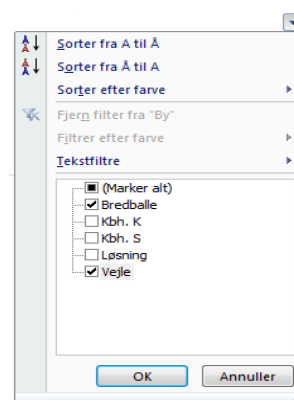 Sorter fra A til Å
Sorter fra Å til A
Sorter efter farve
Fjern filter fra "By"
Filtrer efter farve
Tekstfiltre
(Marker alt)
Bredballe
Kbh. K
Kbh. S
Løsning
Vejle
OK Annuller